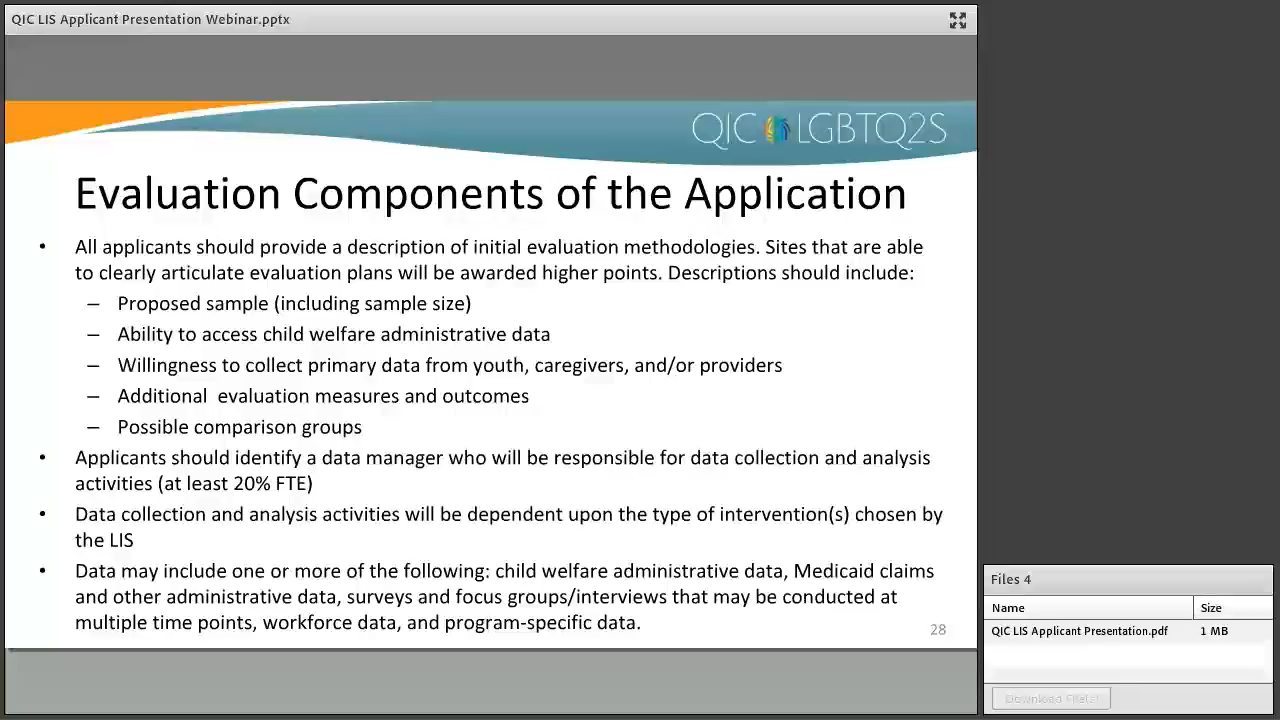 QIC LIS Applicant Presentation Webinar.pptx
QIC LGBTQ2S
Evaluation Components of the Application
• All applicants should provide a description of initial evaluation methodologies. Sites that are able
to clearly articulate evaluation plans will be awarded higher points. Descriptions should include:
– Proposed sample (including sample size)
– Ability to access child welfare administrative data
– Willingness to collect primary data from youth, caregivers, and/or providers
– Additional  evaluation measures and outcomes
– Possible comparison groups
• Applicants should identify a data manager who will be responsible for data collection and analysis
activities (at least 20% FTE)
• Data collection and analysis activities will be dependent upon the type of intervention(s) chosen by
the LIS
• Data may include one or more of the following: child welfare administrative data, Medicaid claims
and other administrative data, surveys and focus groups/interviews that may be conducted at
multiple time points, workforce data, and program-specific data.
28
Files 4
Name Size
QIC LIS Applicant Presentation.pdf 1 MB
Download File(s)